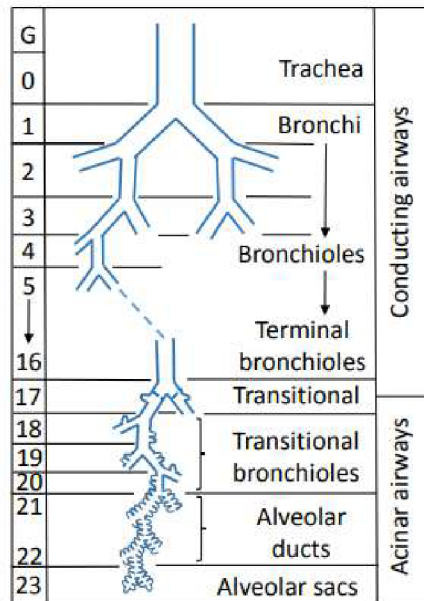 G
0
Trachea
1
Bronchi
2
3
4
Bronchioles
5
Terminal
bronchioles
16
17
Transitional
18
Transitional
19
bronchioles
20
21
Alveolar
ducts
22
23
Alveolar sacs
Conducting airways
Acinar airways